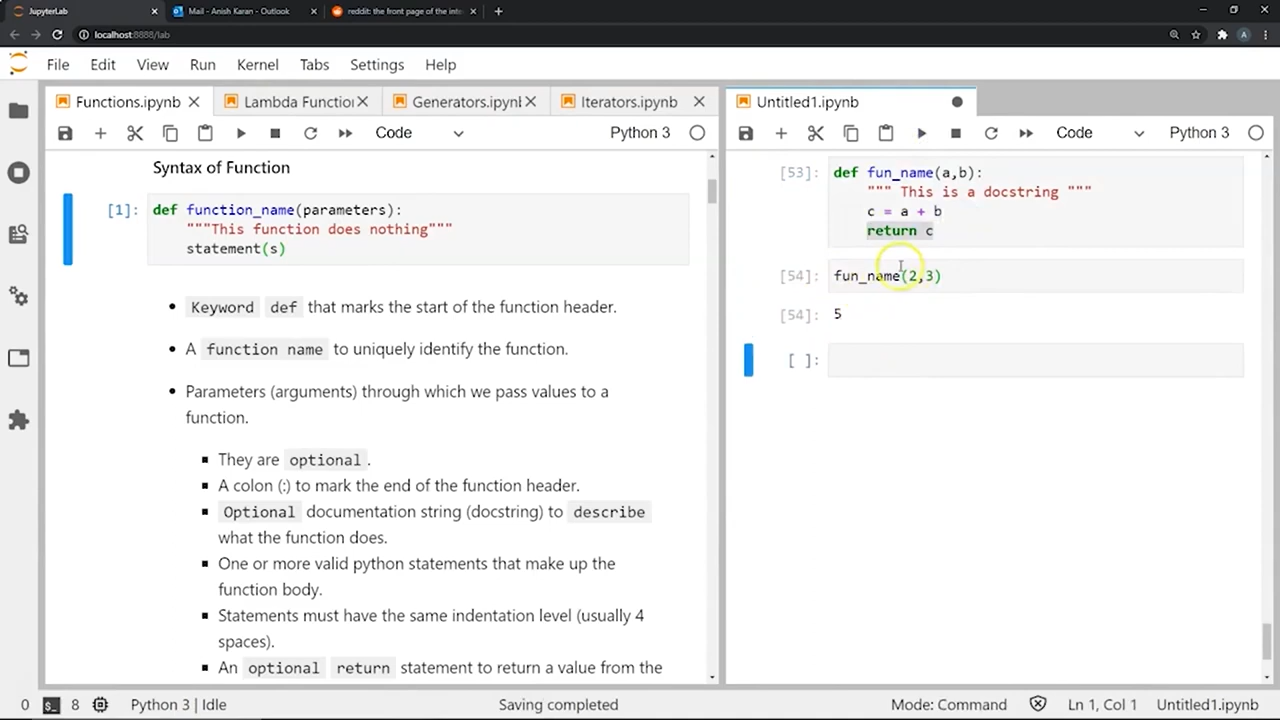 JupyterLab
Mail - Anish Karan - Outlook
reddit: the front page of the inte
localhost:8888/lab
A
File Edit View Run Kernel Tabs Settings Help
Functions.ipynb
Lambda Function
Generators.ipynb
Iterators.ipynb
Untitled1.ipynb
Code
Python 3
Code
Python 3
Syntax of Function
[1]: def function_name(parameters):
"""This function does nothing"""
statement(s)
Keyword def that marks the start of the function header.
A function name to uniquely identify the function.
Parameters (arguments) through which we pass values to a
function.
They are optional.
A colon (:) to mark the end of the function header.
Optional documentation string (docstring) to describe
what the function does.
One or more valid python statements that make up the
function body.
Statements must have the same indentation level (usually 4
spaces).
An optional return statement to return a value from the
[53]: def fun_name(a,b):
""" This is a docstring """
c = a + b
return c
[54]: fun_name(2,3)
[54]: 5
[ ]:
0 $_ 8 Python 3 | Idle
Saving completed
Mode: Command
Ln 1, Col 1
Untitled1.ipynb